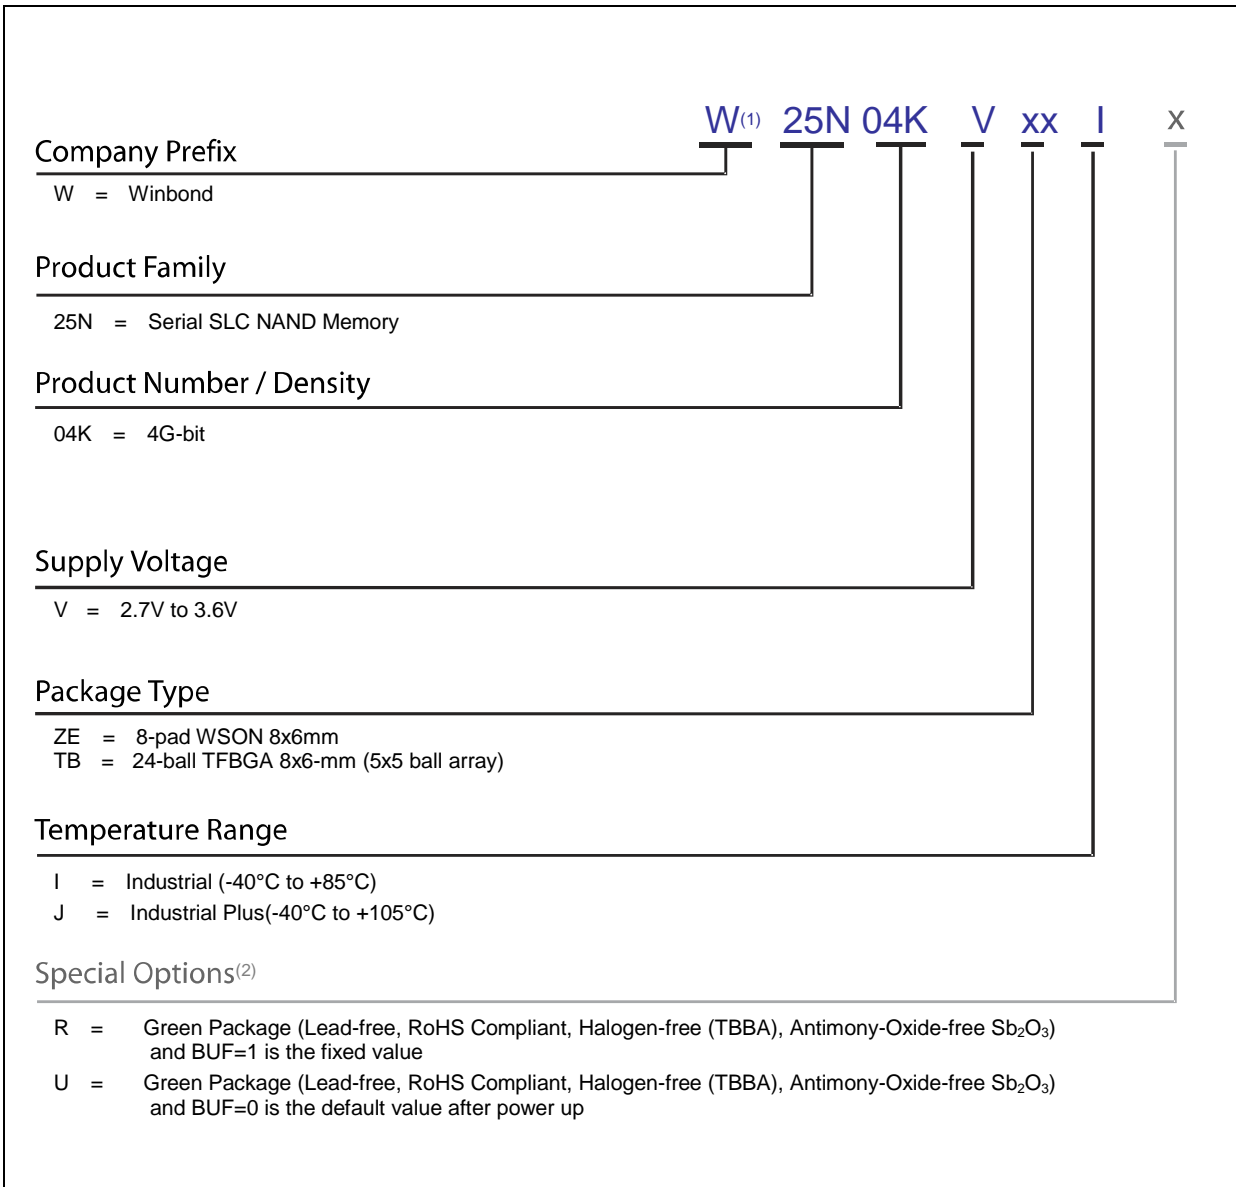 W(1) 25N 04K V xx I x
Company Prefix
W = Winbond
Product Family
25N = Serial SLC NAND Memory
Product Number / Density
04K = 4G-bit
Supply Voltage
V = 2.7V to 3.6V
Package Type
ZE = 8-pad WSON 8x6mm
TB = 24-ball TFBGA 8x6-mm (5x5 ball array)
Temperature Range
I = Industrial (-40°C to +85°C)
J = Industrial Plus(-40°C to +105°C)
Special Options(2)
R = Green Package (Lead-free, RoHS Compliant, Halogen-free (TBBA), Antimony-Oxide-free Sb₂O₃)
and BUF=1 is the fixed value
U = Green Package (Lead-free, RoHS Compliant, Halogen-free (TBBA), Antimony-Oxide-free Sb₂O₃)
and BUF=0 is the default value after power up